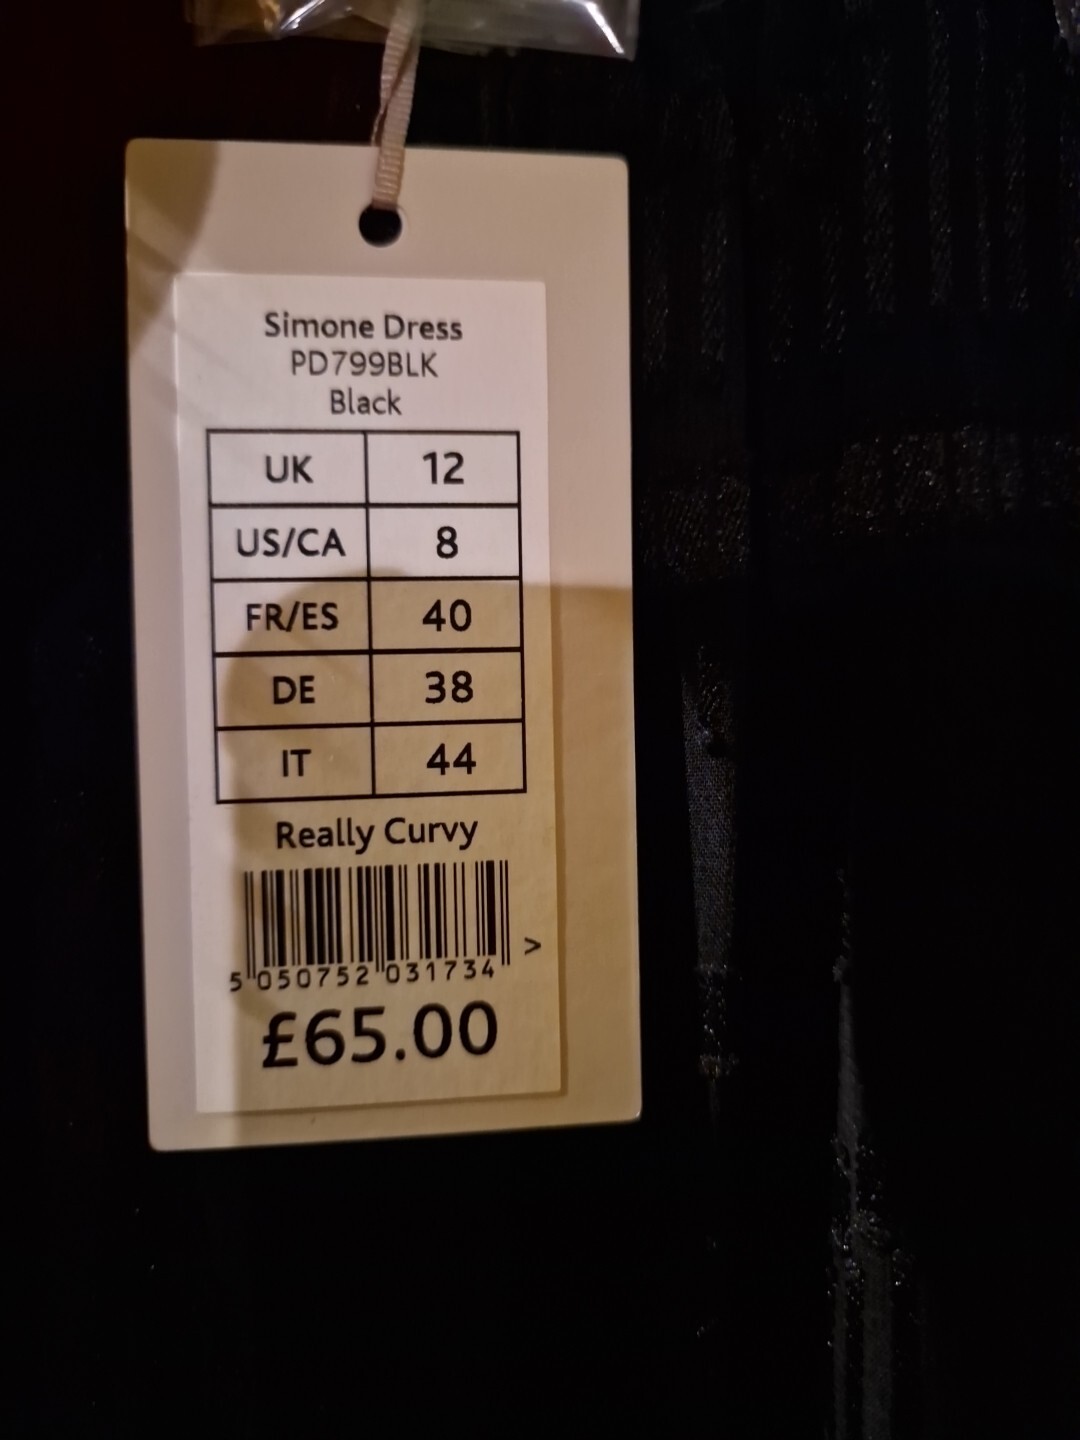 Simone Dress
PD799BLK
Black
UK 12
US/CA 8
FR/ES 40
DE 38
IT 44
Really Curvy
5 050752 031734 >
£65.00